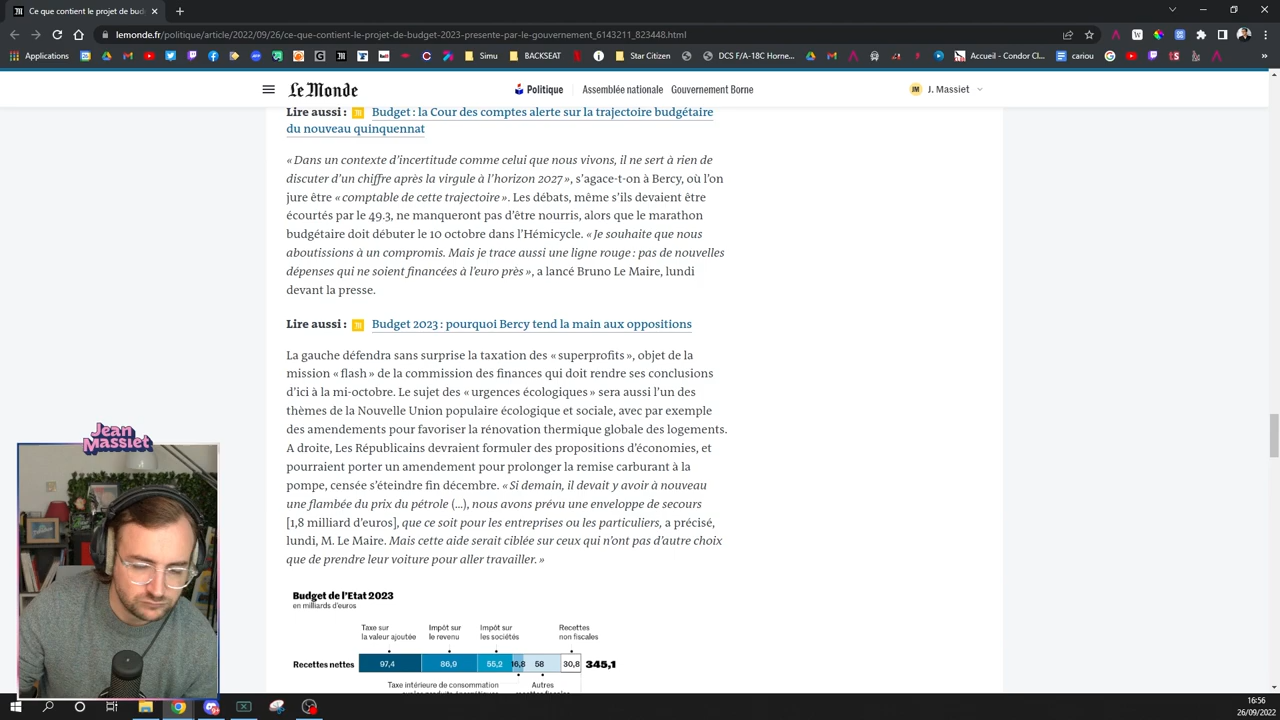 Ce que contient le projet de bud
lemonde.fr/politique/article/2022/09/26/ce-que-contient-le-projet-de-budget-2023-presente-par-le-gouvernement_6143211_823448.html
Applications
Simu
BACKSEAT
Star Citizen
DCS F/A-18C Horne...
Accueil - Condor Cl...
cariou
Le Monde
Politique
Assemblée nationale
Gouvernement Borne
JM
J. Massiet
Lire aussi : Budget : la Cour des comptes alerte sur la trajectoire budgétaire
du nouveau quinquennat
« Dans un contexte d’incertitude comme celui que nous vivons, il ne sert à rien de
discuter d’un chiffre après la virgule à l’horizon 2027 », s’agace-t-on à Bercy, où l’on
jure être « comptable de cette trajectoire ». Les débats, même s’ils devaient être
écourtés par le 49.3, ne manqueront pas d’être nourris, alors que le marathon
budgétaire doit débuter le 10 octobre dans l’Hémicycle. « Je souhaite que nous
aboutissions à un compromis. Mais je trace aussi une ligne rouge : pas de nouvelles
dépenses qui ne soient financées à l’euro près », a lancé Bruno Le Maire, lundi
devant la presse.
Lire aussi : Budget 2023 : pourquoi Bercy tend la main aux oppositions
La gauche défendra sans surprise la taxation des « superprofits », objet de la
mission « flash » de la commission des finances qui doit rendre ses conclusions
d’ici à la mi-octobre. Le sujet des « urgences écologiques » sera aussi l’un des
thèmes de la Nouvelle Union populaire écologique et sociale, avec par exemple
des amendements pour favoriser la rénovation thermique globale des logements.
A droite, Les Républicains devraient formuler des propositions d’économies, et
pourraient porter un amendement pour prolonger la remise carburant à la
pompe, censée s’éteindre fin décembre. « Si demain, il devait y avoir à nouveau
une flambée du prix du pétrole (…), nous avons prévu une enveloppe de secours
[1,8 milliard d’euros], que ce soit pour les entreprises ou les particuliers, a précisé,
lundi, M. Le Maire. Mais cette aide serait ciblée sur ceux qui n’ont pas d’autre choix
que de prendre leur voiture pour aller travailler. »
Jean
Massiet
Budget de l’Etat 2023
en milliards d’euros
Taxe sur
la valeur ajoutée
Impôt sur
le revenu
Impôt sur
les sociétés
Recettes
non fiscales
Recettes nettes 97,4 86,9 55,2 16,8 58 30,8 345,1
Taxe intérieure de consommation
Autres
16:56
26/09/2022